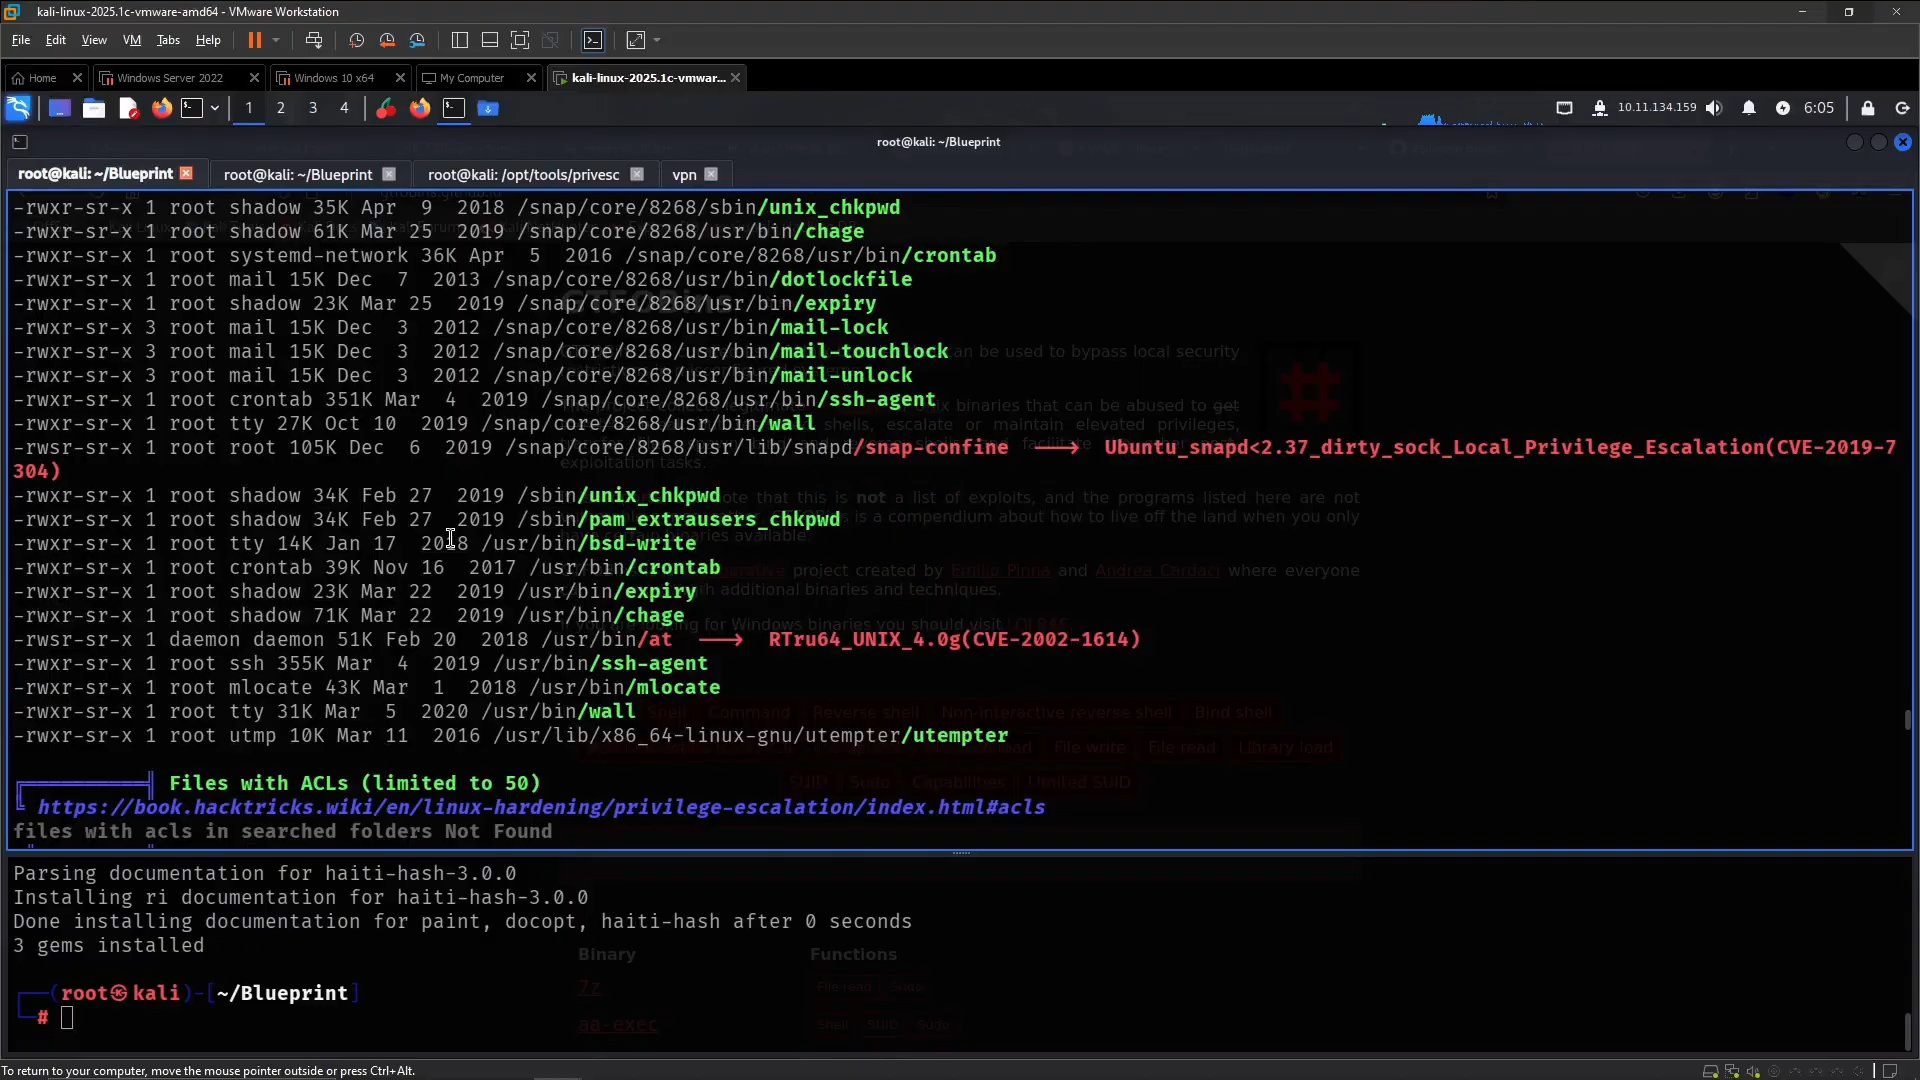 kali-linux-2025.1c-vmware-amd64 - VMware Workstation
File Edit View VM Tabs Help
Home Windows Server 2022 Windows 10 x64 My Computer kali-linux-2025.1c-vmwar...
1 2 3 4 10.11.134.159 6:05
root@kali: ~/Blueprint
root@kali: ~/Blueprint root@kali: ~/Blueprint root@kali: /opt/tools/privesc vpn
-rwxr-sr-x 1 root shadow 35K Apr  9  2018 /snap/core/8268/sbin/unix_chkpwd
-rwxr-sr-x 1 root shadow 61K Mar 25  2019 /snap/core/8268/usr/bin/chage
-rwxr-sr-x 1 root systemd-network 36K Apr  5  2016 /snap/core/8268/usr/bin/crontab
-rwxr-sr-x 1 root mail 15K Dec  7  2013 /snap/core/8268/usr/bin/dotlockfile
-rwxr-sr-x 1 root shadow 23K Mar 25  2019 /snap/core/8268/usr/bin/expiry
-rwxr-sr-x 3 root mail 15K Dec  3  2012 /snap/core/8268/usr/bin/mail-lock
-rwxr-sr-x 3 root mail 15K Dec  3  2012 /snap/core/8268/usr/bin/mail-touchlock
-rwxr-sr-x 3 root mail 15K Dec  3  2012 /snap/core/8268/usr/bin/mail-unlock
-rwxr-sr-x 1 root crontab 351K Mar  4  2019 /snap/core/8268/usr/bin/ssh-agent
-rwxr-sr-x 1 root tty 27K Oct 10  2019 /snap/core/8268/usr/bin/wall
-rwsr-sr-x 1 root root 105K Dec  6  2019 /snap/core/8268/usr/lib/snapd/snap-confine  --->  Ubuntu_snapd<2.37_dirty_sock_Local_Privilege_Escalation(CVE-2019-7
304)
-rwxr-sr-x 1 root shadow 34K Feb 27  2019 /sbin/unix_chkpwd
-rwxr-sr-x 1 root shadow 34K Feb 27  2019 /sbin/pam_extrausers_chkpwd
-rwxr-sr-x 1 root tty 14K Jan 17  2018 /usr/bin/bsd-write
-rwxr-sr-x 1 root crontab 39K Nov 16  2017 /usr/bin/crontab
-rwxr-sr-x 1 root shadow 23K Mar 22  2019 /usr/bin/expiry
-rwxr-sr-x 1 root shadow 71K Mar 22  2019 /usr/bin/chage
-rwsr-sr-x 1 daemon daemon 51K Feb 20  2018 /usr/bin/at  --->  RTru64_UNIX_4.0g(CVE-2002-1614)
-rwxr-sr-x 1 root ssh 355K Mar  4  2019 /usr/bin/ssh-agent
-rwxr-sr-x 1 root mlocate 43K Mar  1  2018 /usr/bin/mlocate
-rwxr-sr-x 1 root tty 31K Mar  5  2020 /usr/bin/wall
-rwxr-sr-x 1 root utmp 10K Mar 11  2016 /usr/lib/x86_64-linux-gnu/utempter/utempter
Files with ACLs (limited to 50)
https://book.hacktricks.wiki/en/linux-hardening/privilege-escalation/index.html#acls
files with acls in searched folders Not Found
Parsing documentation for haiti-hash-3.0.0
Installing ri documentation for haiti-hash-3.0.0
Done installing documentation for paint, docopt, haiti-hash after 0 seconds
3 gems installed
Binary Functions
7z File read Sudo
(root㉿kali)-[~/Blueprint]
#
aa-exec Shell SUID Sudo
To return to your computer, move the mouse pointer outside or press Ctrl+Alt.